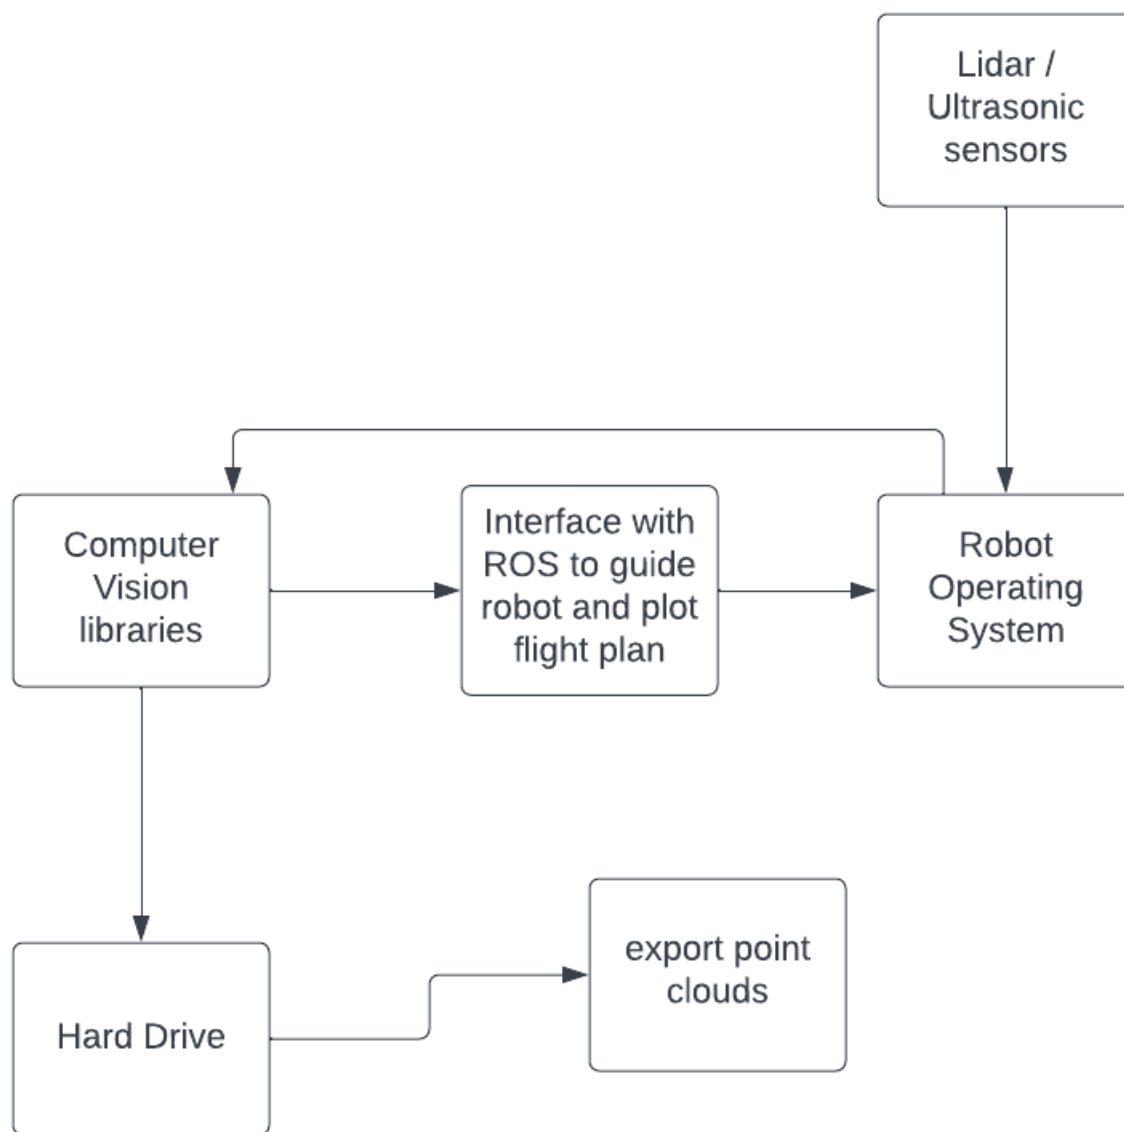 Lidar /
Ultrasonic
sensors
Computer
Vision
libraries
Interface with
ROS to guide
robot and plot
flight plan
Robot
Operating
System
export point
clouds
Hard Drive